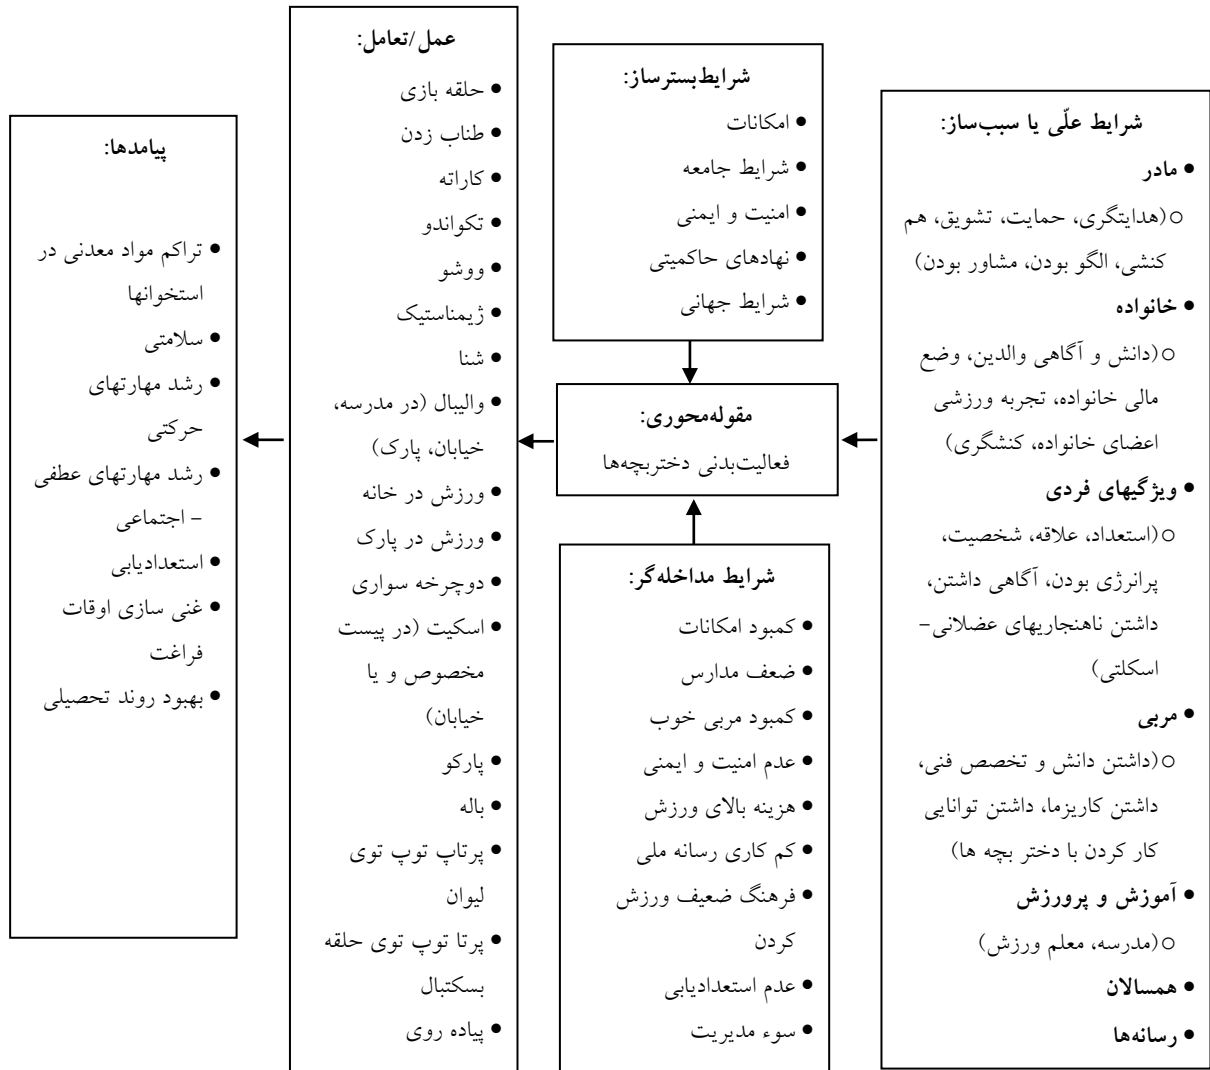 شرایط علّی یا سبب‌ساز:
• مادر
○(هدایتگری، حمایت، تشویق، هم
کنشی، الگو بودن، مشاور بودن)
• خانواده
○(دانش و آگاهی والدین، وضع
مالی خانواده، تجربه ورزشی
اعضای خانواده، کنشگری)
• ویژگیهای فردی
○(استعداد، علاقه، شخصیت،
پرانرژی بودن، آگاهی داشتن،
داشتن ناهنجاریهای عضلانی-
اسکلتی)
• مربی
○(داشتن دانش و تخصص فنی،
داشتن کاریزما، داشتن توانایی
کار کردن با دختر بچه ها)
• آموزش و پرورزش
○(مدرسه، معلم ورزش)
• همسالان
• رسانه‌ها
شرایط‌بسترساز:
• امکانات
• شرایط جامعه
• امنیت و ایمنی
• نهادهای حاکمیتی
• شرایط جهانی
مقوله‌محوری:
فعالیت‌بدنی دختربچه‌ها
شرایط مداخله‌گر:
• کمبود امکانات
• ضعف مدارس
• کمبود مربی خوب
• عدم امنیت و ایمنی
• هزینه بالای ورزش
• کم کاری رسانه ملی
• فرهنگ ضعیف ورزش
کردن
• عدم استعدادیابی
• سوء مدیریت
عمل/تعامل:
• حلقه بازی
• طناب زدن
• کاراته
• تکواندو
• ووشو
• ژیمناستیک
• شنا
• والیبال (در مدرسه،
خیابان، پارک)
• ورزش در خانه
• ورزش در پارک
• دوچرخه سواری
• اسکیت (در پیست
مخصوص و یا
خیابان)
• پارکو
• باله
• پرتاپ توپ توی
لیوان
• پرتا توپ توی حلقه
بسکتبال
• پیاده روی
پیامدها:
• تراکم مواد معدنی در
استخوانها
• سلامتی
• رشد مهارتهای
حرکتی
• رشد مهارتهای عطفی
- اجتماعی
• استعدادیابی
• غنی سازی اوقات
فراغت
• بهبود روند تحصیلی